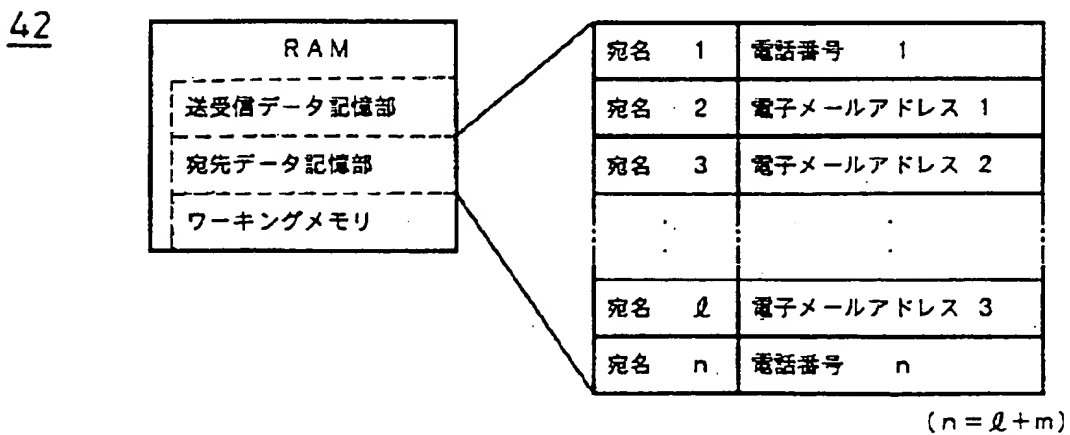 42
RAM
送受信データ記憶部
宛先データ記憶部
ワーキングメモリ
宛名 1 電話番号 1
宛名 2 電子メールアドレス 1
宛名 3 電子メールアドレス 2
宛名 ℓ 電子メールアドレス 3
宛名 n 電話番号 n
(n=ℓ+m)